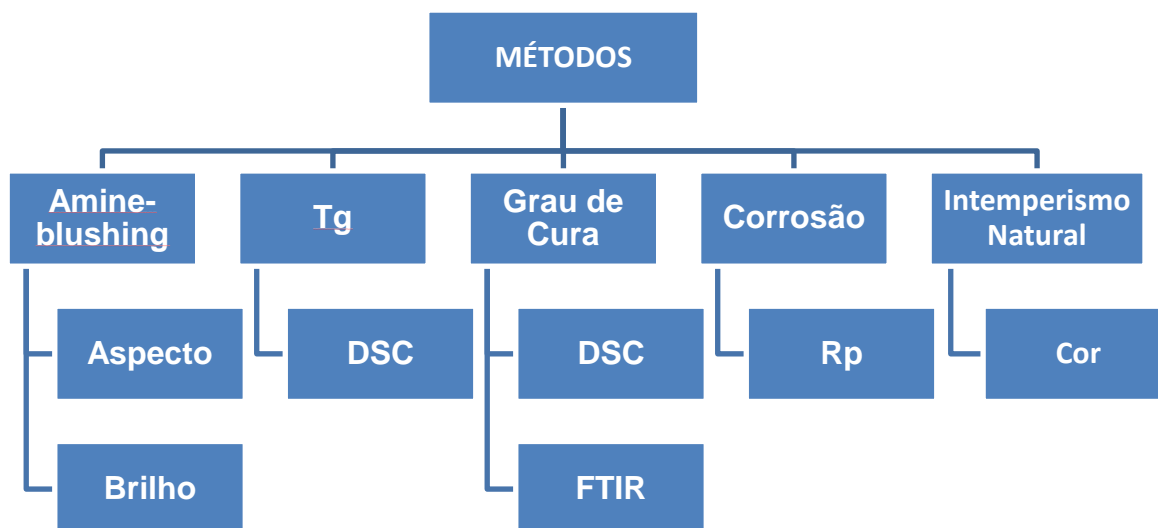 MÉTODOS
Amine-
blushing
Tg
Grau de
Cura
Corrosão
Intemperismo
Natural
Aspecto
DSC
DSC
Rp
Cor
Brilho
FTIR